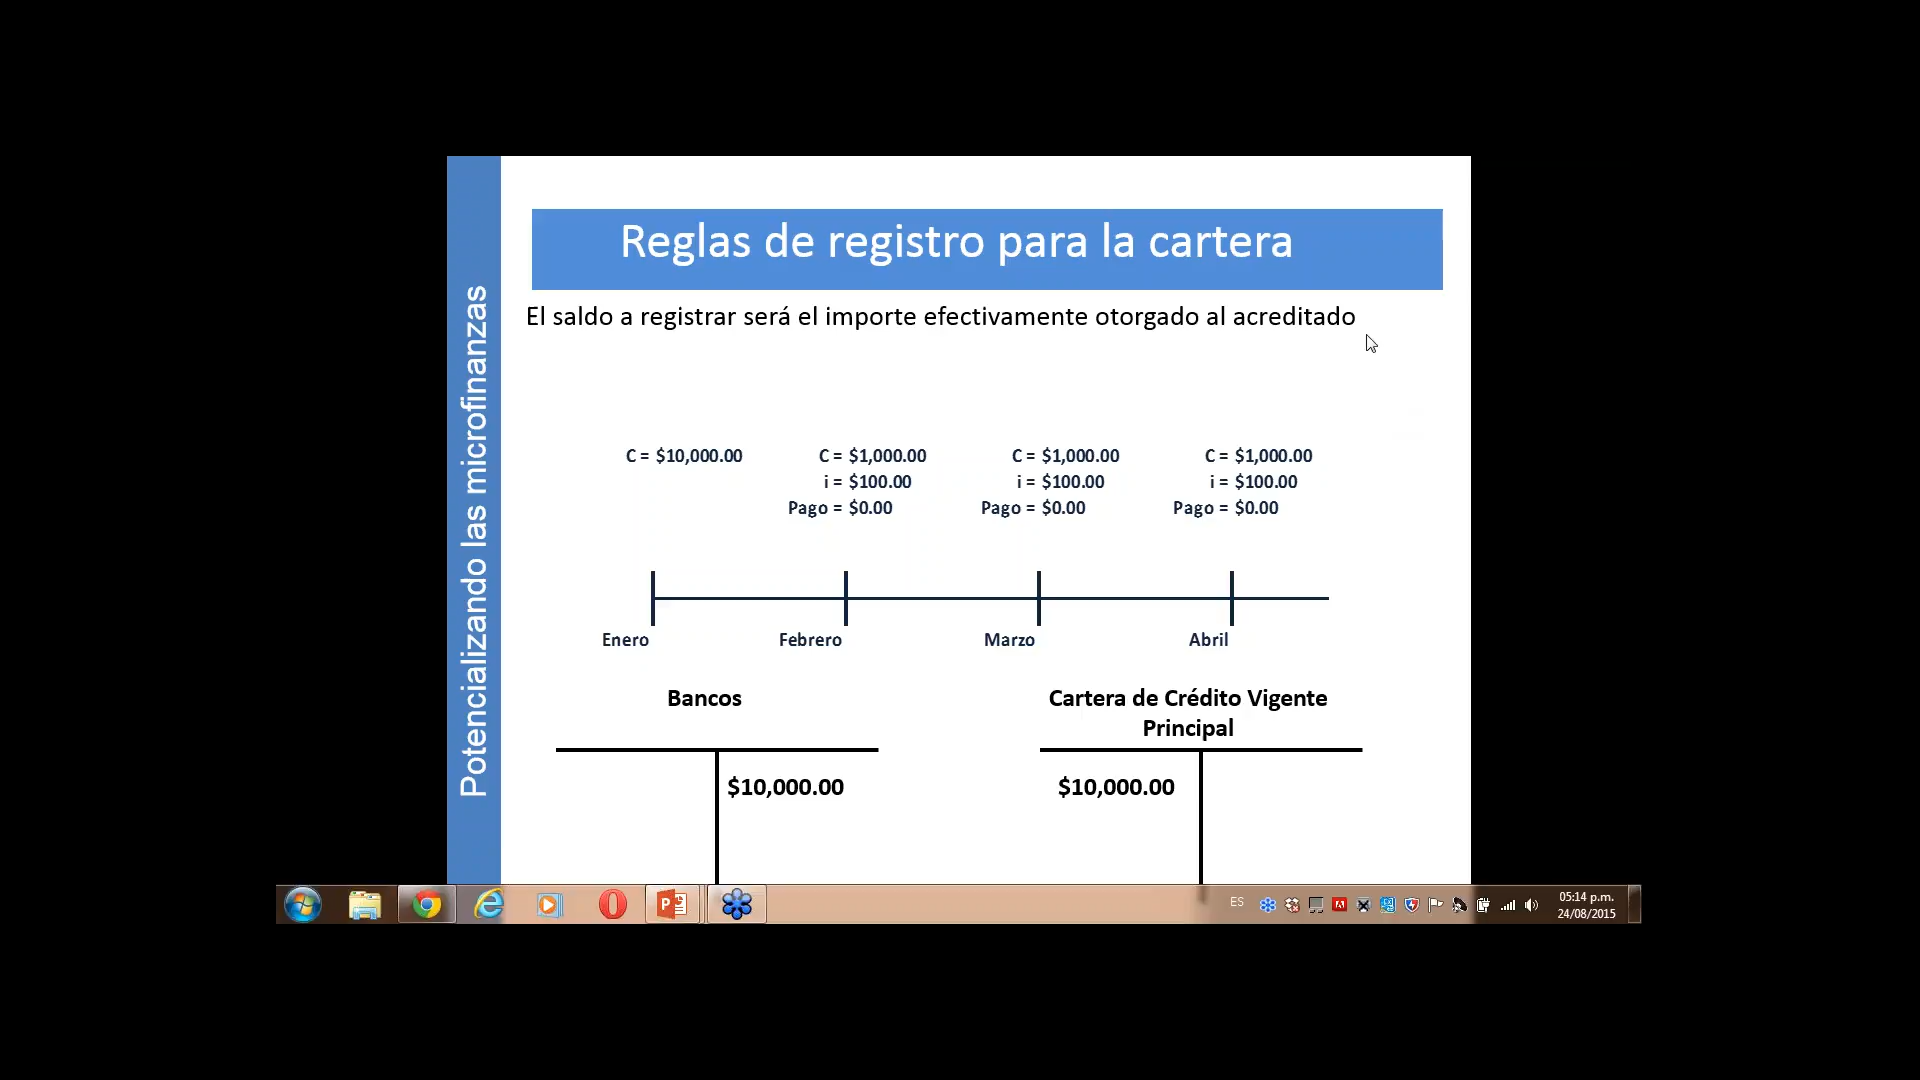 Potencializando las microfinanzas
Reglas de registro para la cartera
El saldo a registrar será el importe efectivamente otorgado al acreditado
C = $10,000.00
C = $1,000.00
i = $100.00
Pago = $0.00
C = $1,000.00
i = $100.00
Pago = $0.00
C = $1,000.00
i = $100.00
Pago = $0.00
Enero
Febrero
Marzo
Abril
Bancos
$10,000.00
Cartera de Crédito Vigente
Principal
$10,000.00
ES
05:14 p.m.
24/08/2015